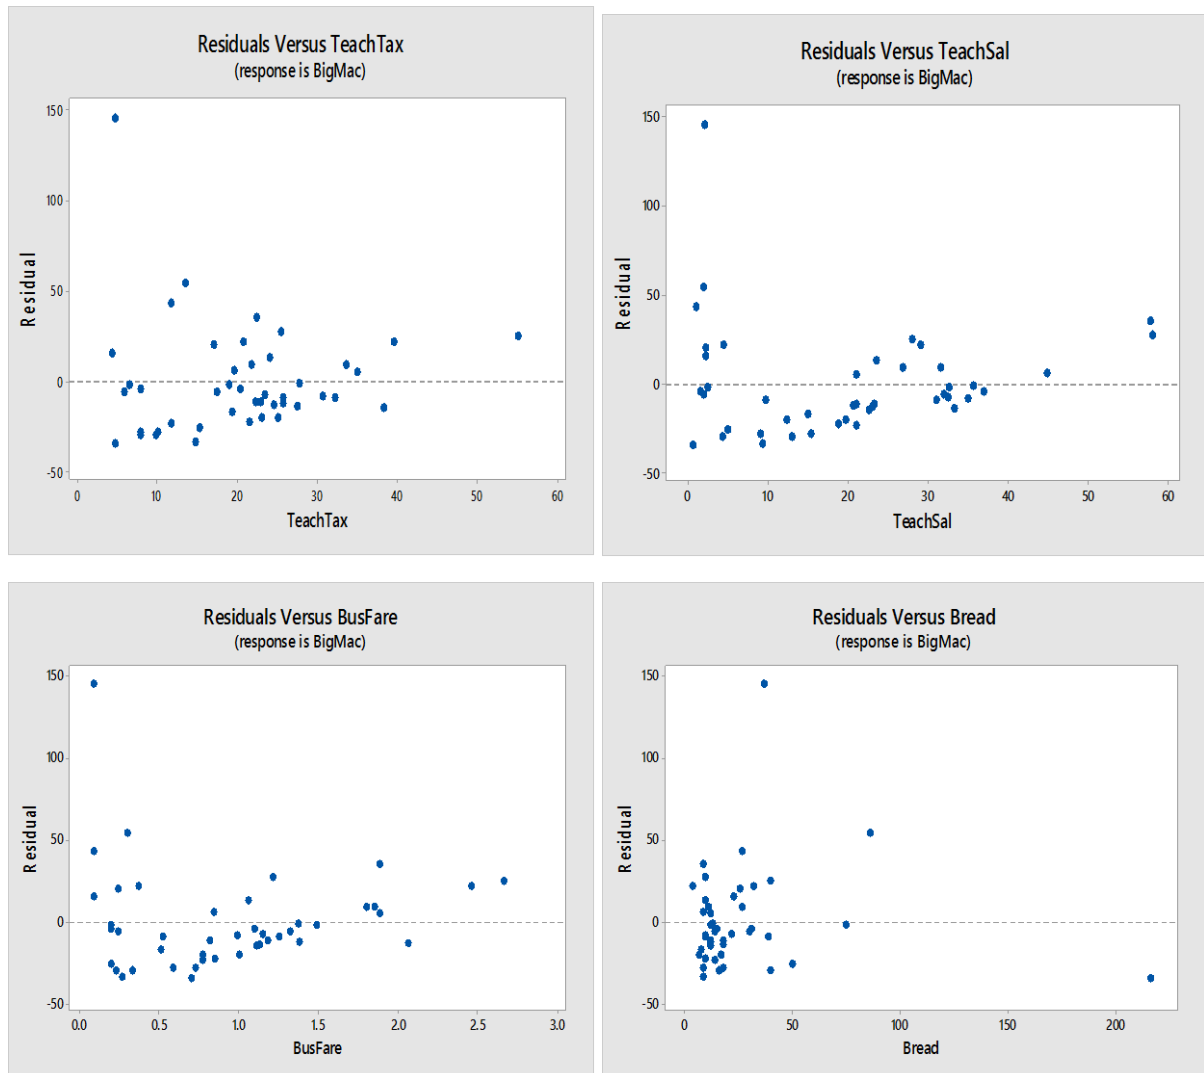 Residuals Versus TeachTax
(response is BigMac)
150
100
50
0
-50
Residual
0 10 20 30 40 50 60
TeachTax
Residuals Versus TeachSal
(response is BigMac)
150
100
50
0
-50
Residual
0 10 20 30 40 50 60
TeachSal
Residuals Versus BusFare
(response is BigMac)
150
100
50
0
-50
Residual
0.0 0.5 1.0 1.5 2.0 2.5 3.0
BusFare
Residuals Versus Bread
(response is BigMac)
150
100
50
0
-50
Residual
0 50 100 150 200
Bread